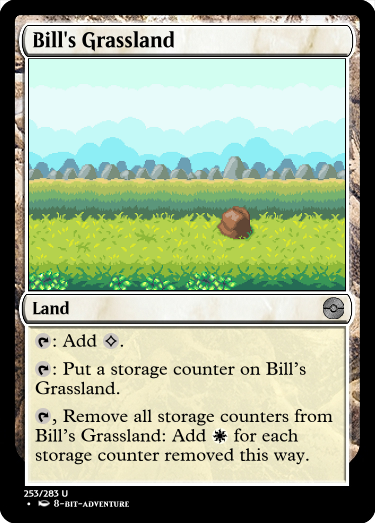 Bill's Grassland
Land
: Add .
: Put a storage counter on Bill's
Grassland.
, Remove all storage counters from
Bill's Grassland: Add for each
storage counter removed this way.
253/283 U
• 8-BIT-ADVENTURE